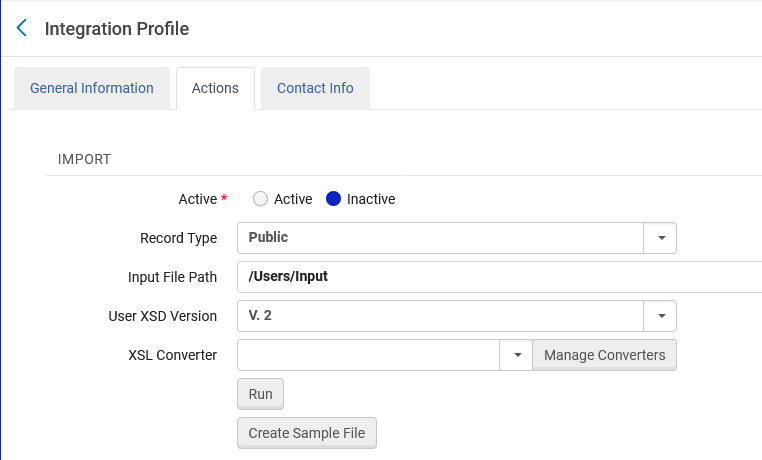 Integration Profile
General Information Actions Contact Info
IMPORT
Active * Active Inactive
Record Type Public
Input File Path /Users/Input
User XSD Version V. 2
XSL Converter Manage Converters
Run
Create Sample File